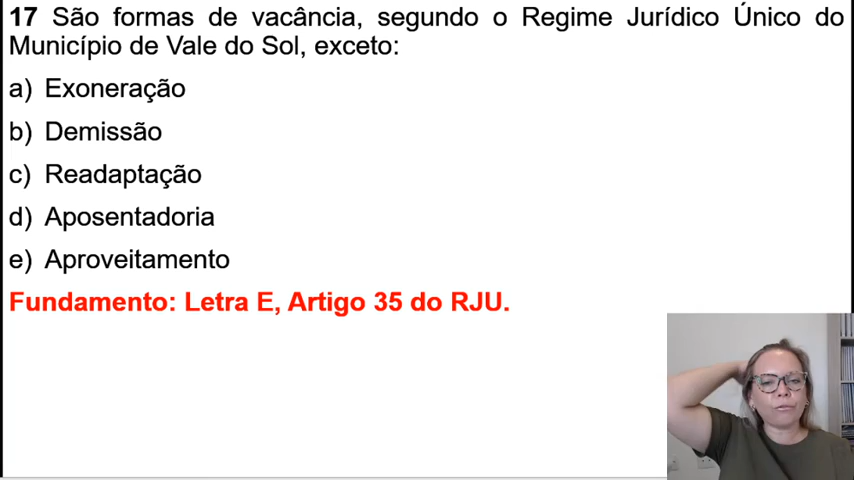 17 São formas de vacância, segundo o Regime Jurídico Único do
Município de Vale do Sol, exceto:
a) Exoneração
b) Demissão
c) Readaptação
d) Aposentadoria
e) Aproveitamento
Fundamento: Letra E, Artigo 35 do RJU.